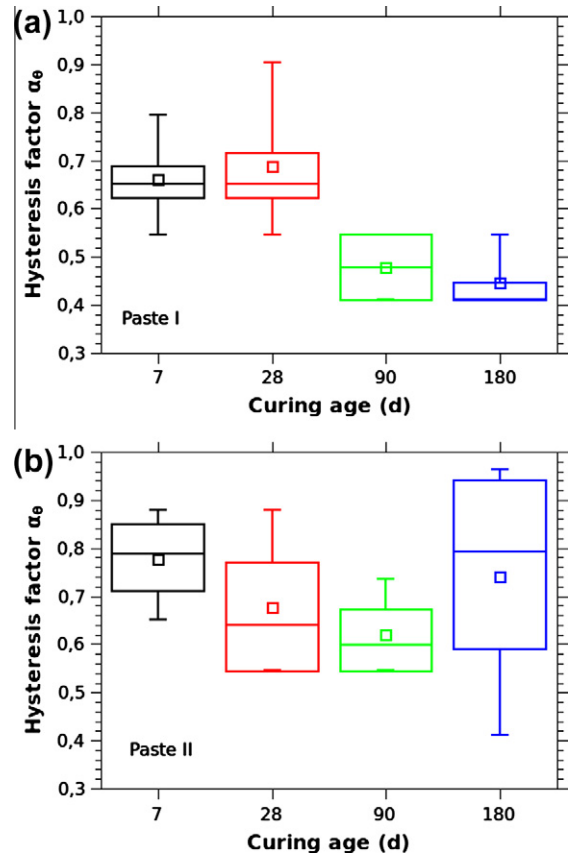 (a)
Hysteresis factor αθ
1,0
0,9
0,8
0,7
0,6
0,5
0,4
0,3
Paste I
7 28 90 180
Curing age (d)
(b)
Hysteresis factor αθ
1,0
0,9
0,8
0,7
0,6
0,5
0,4
0,3
Paste II
7 28 90 180
Curing age (d)